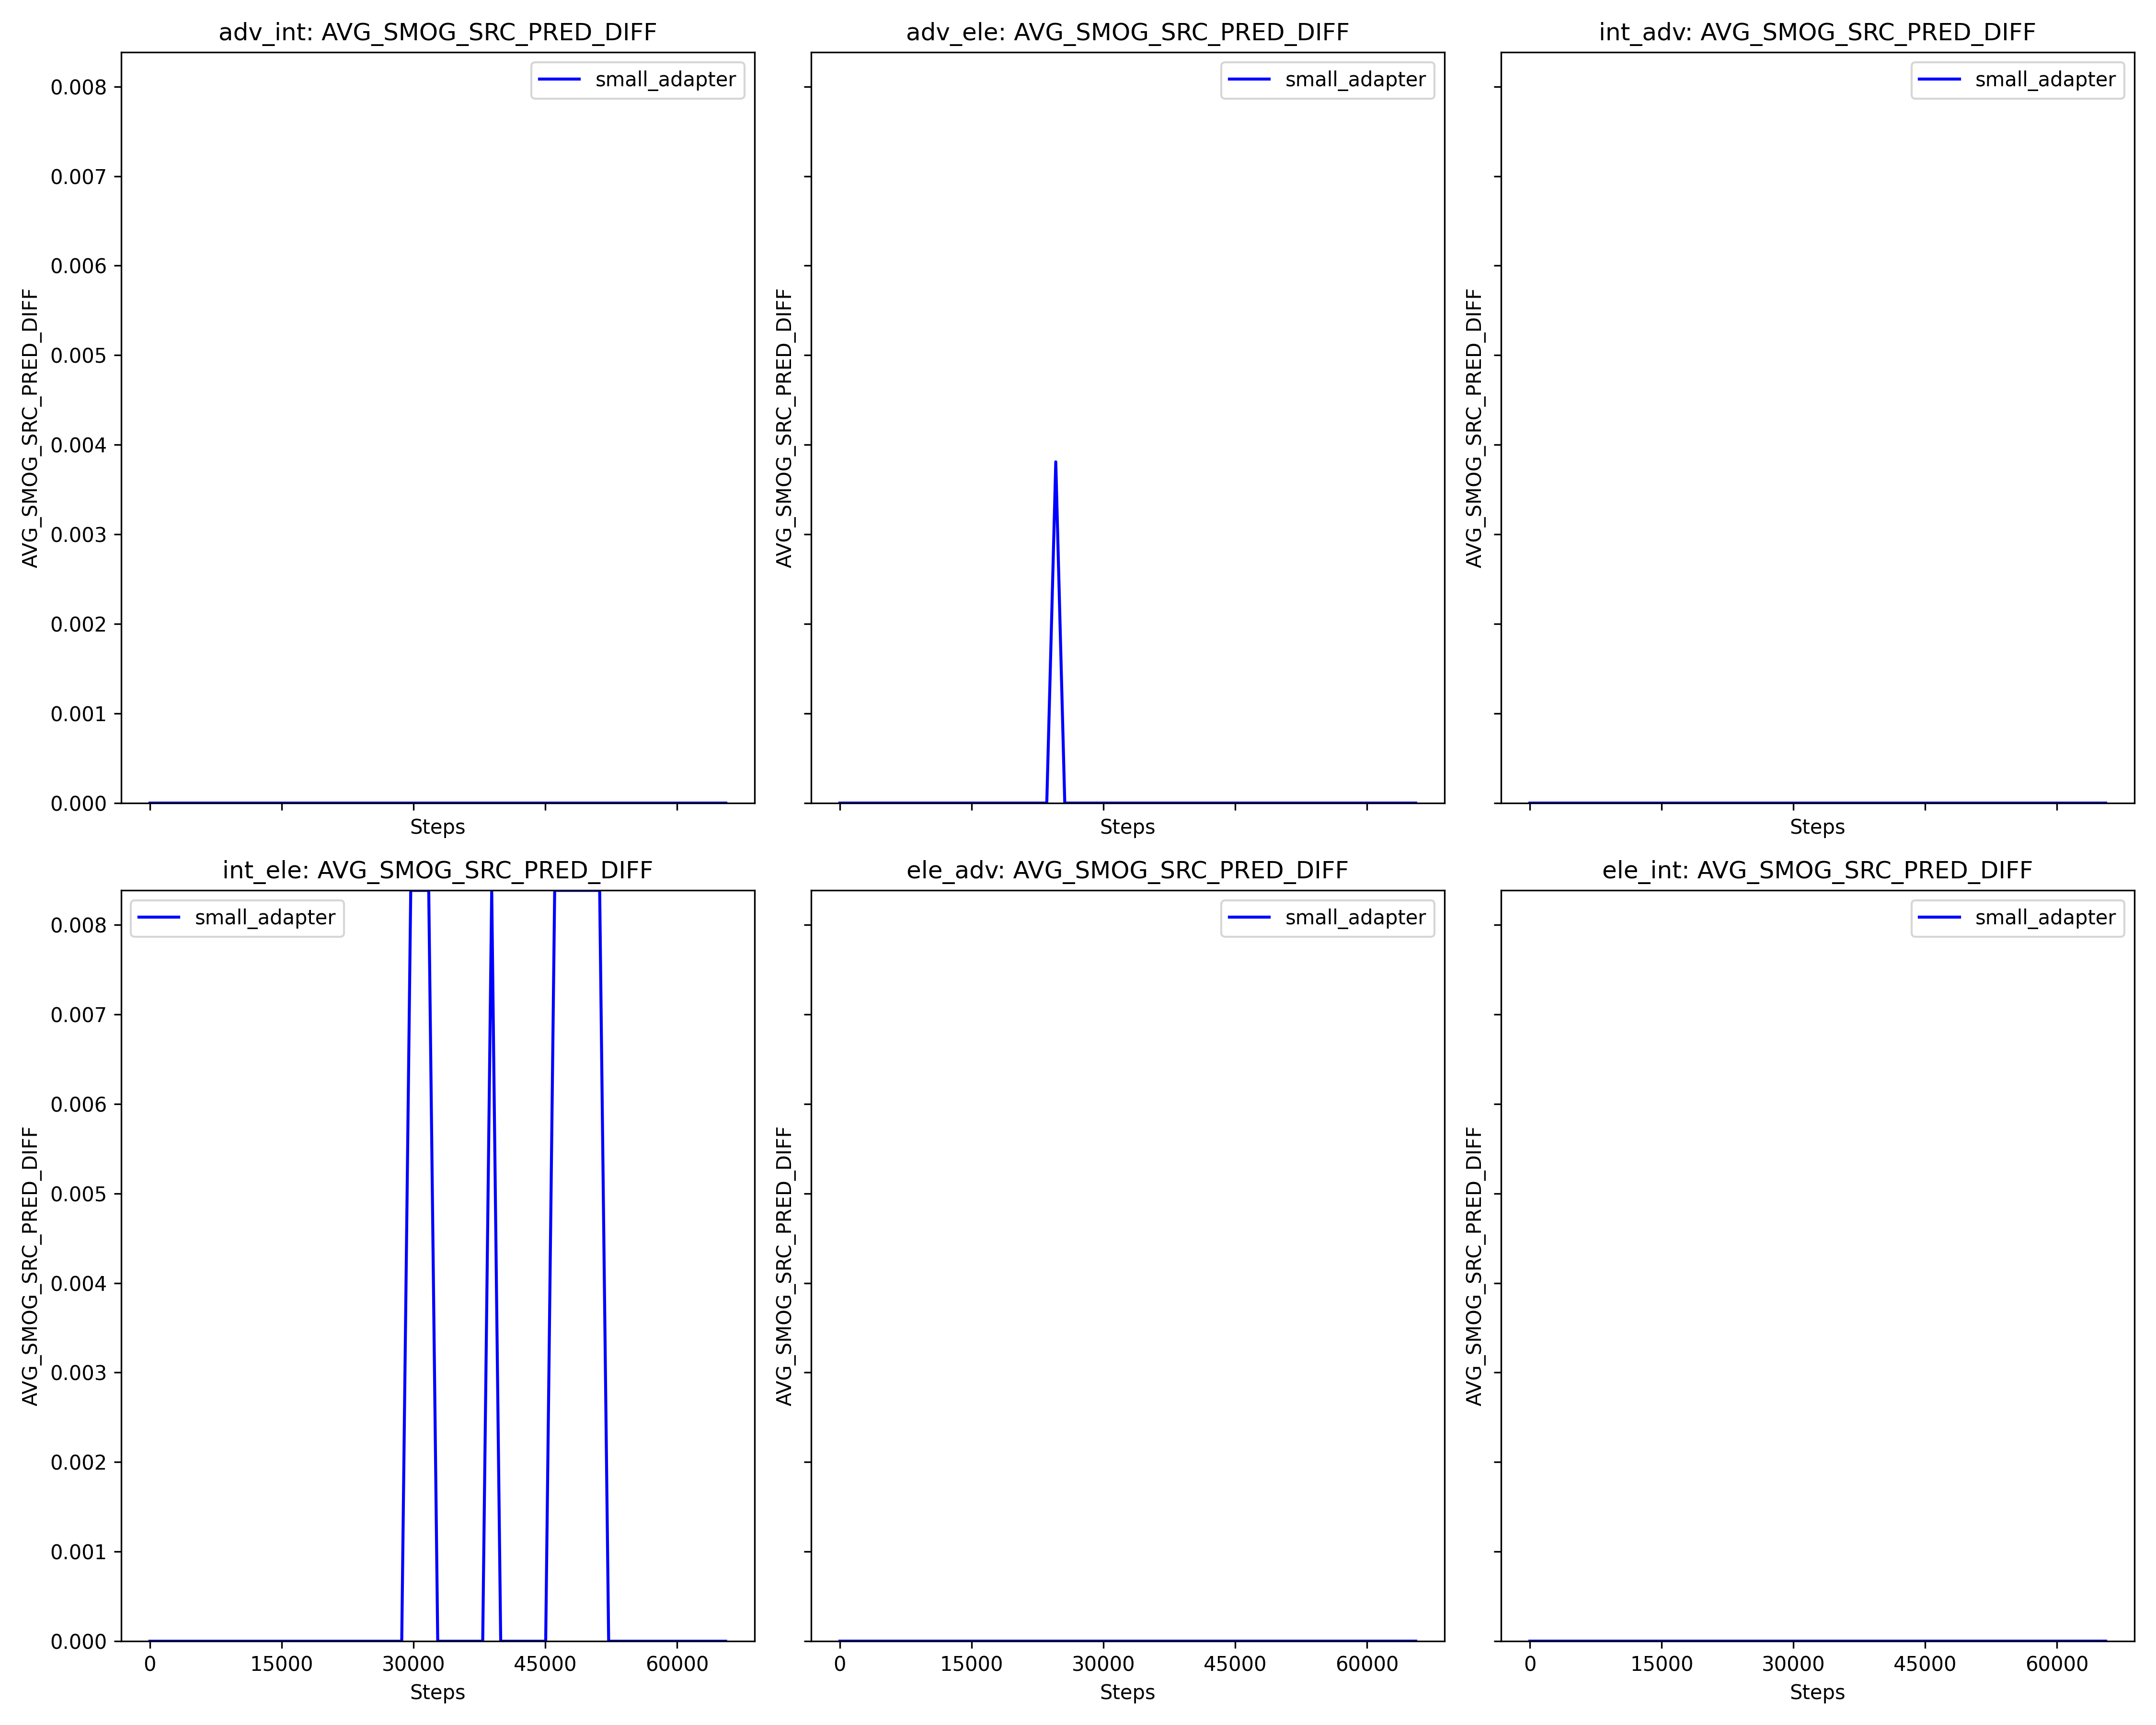 adv_int: AVG_SMOG_SRC_PRED_DIFF
adv_ele: AVG_SMOG_SRC_PRED_DIFF
int_adv: AVG_SMOG_SRC_PRED_DIFF
small_adapter
small_adapter
small_adapter
0.008
0.007
0.006
0.005
0.004
0.003
0.002
0.001
0.000
AVG_SMOG_SRC_PRED_DIFF
AVG_SMOG_SRC_PRED_DIFF
AVG_SMOG_SRC_PRED_DIFF
Steps
Steps
Steps
int_ele: AVG_SMOG_SRC_PRED_DIFF
ele_adv: AVG_SMOG_SRC_PRED_DIFF
ele_int: AVG_SMOG_SRC_PRED_DIFF
small_adapter
small_adapter
small_adapter
0.008
0.007
0.006
0.005
0.004
0.003
0.002
0.001
0.000
AVG_SMOG_SRC_PRED_DIFF
AVG_SMOG_SRC_PRED_DIFF
AVG_SMOG_SRC_PRED_DIFF
0 15000 30000 45000 60000
0 15000 30000 45000 60000
0 15000 30000 45000 60000
Steps
Steps
Steps